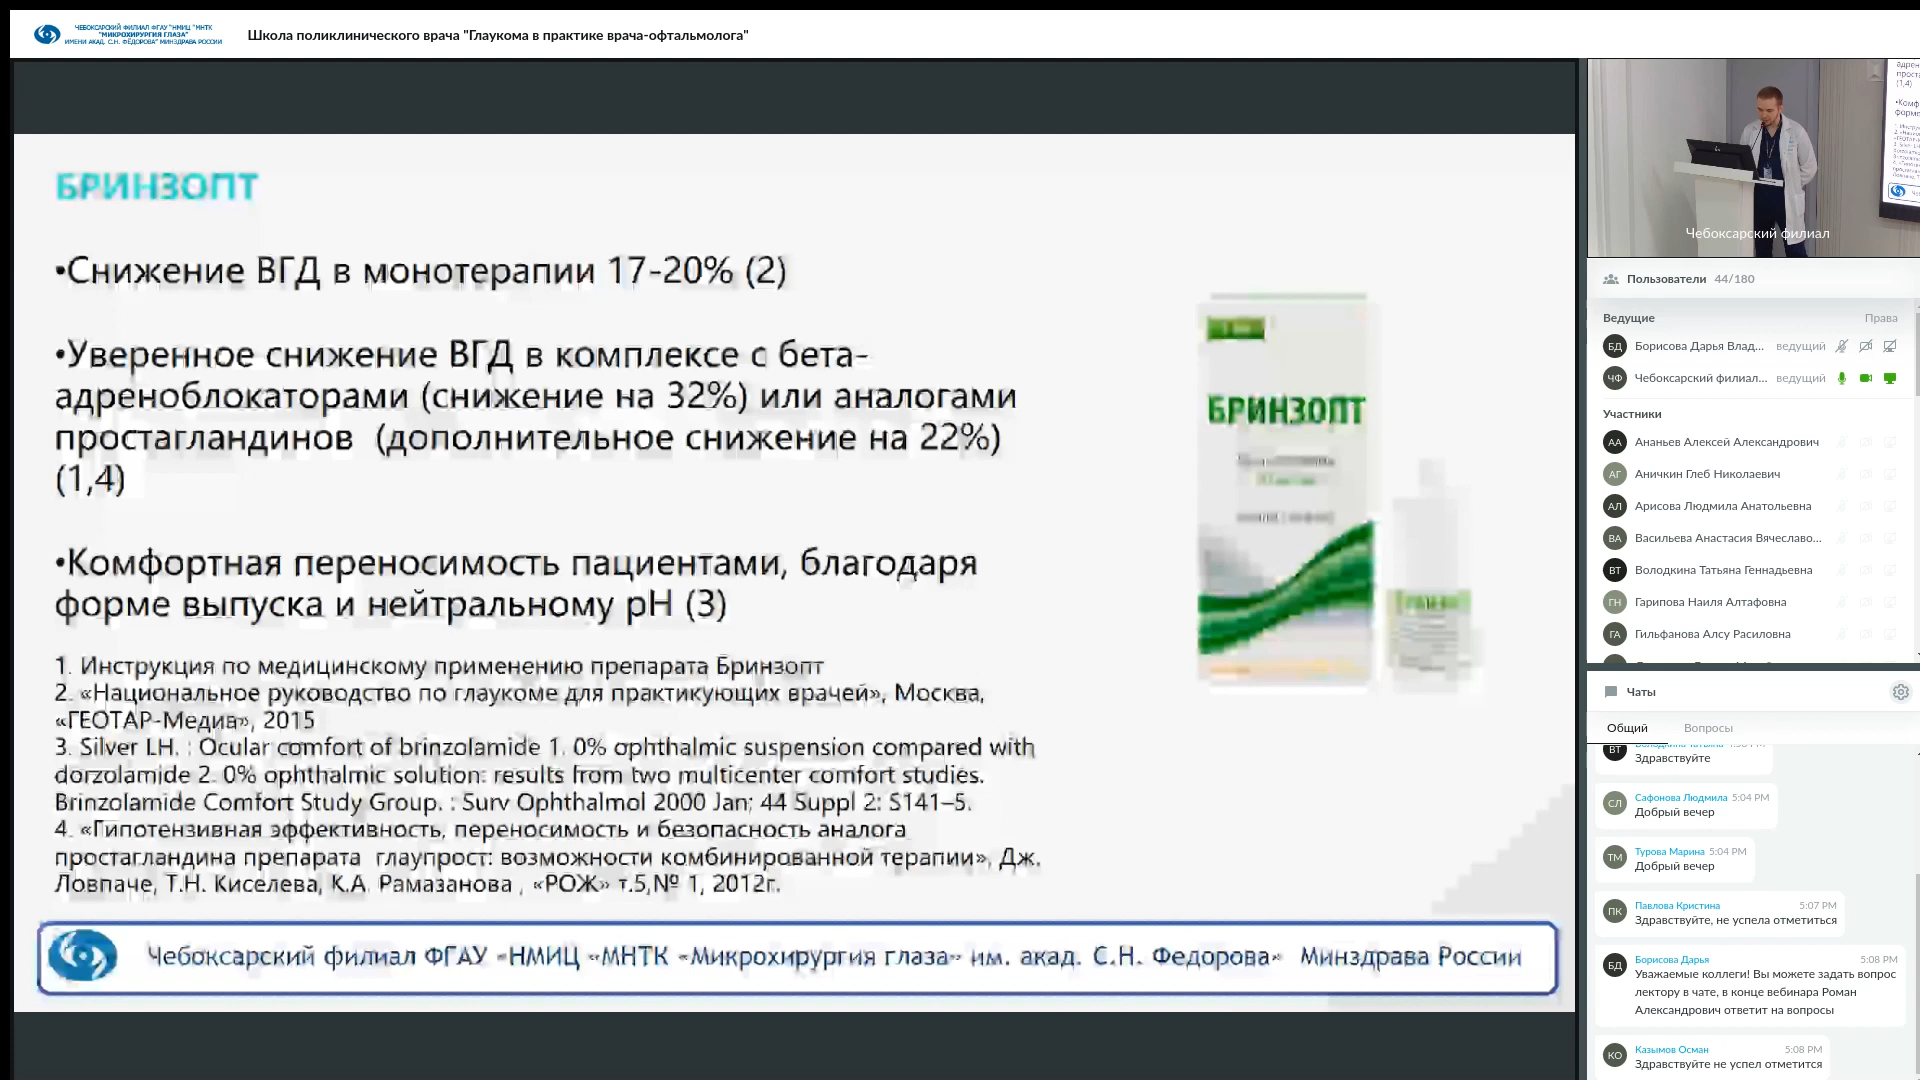 ЧЕБОКСАРСКИЙ ФИЛИАЛ ФГАУ "НМИЦ "МНТК
"МИКРОХИРУРГИЯ ГЛАЗА"
ИМЕНИ АКАД. С.Н. ФЁДОРОВА" МИНЗДРАВА РОССИИ
Школа поликлинического врача "Глаукома в практике врача-офтальмолога"
БРИНЗОПТ
•Снижение ВГД в монотерапии 17-20% (2)
•Уверенное снижение ВГД в комплексе с бета-
адреноблокаторами (снижение на 32%) или аналогами
простагландинов (дополнительное снижение на 22%)
(1,4)
•Комфортная переносимость пациентами, благодаря
форме выпуска и нейтральному pH (3)
1. Инструкция по медицинскому применению препарата Бринзопт
2. «Национальное руководство по глаукоме для практикующих врачей», Москва,
«ГЕОТАР-Медиа», 2015
3. Silver LH. : Ocular comfort of brinzolamide 1. 0% ophthalmic suspension compared with
dorzolamide 2. 0% ophthalmic solution: results from two multicenter comfort studies.
Brinzolamide Comfort Study Group. : Surv Ophthalmol 2000 Jan; 44 Suppl 2: S141–5.
4. «Гипотензивная эффективность, переносимость и безопасность аналога
простагландина препарата глаупрост: возможности комбинированной терапии», Дж.
Ловпаче, Т.Н. Киселева, К.А. Рамазанова , «РОЖ» т.5,№ 1, 2012г.
БРИНЗОПТ
Чебоксарский филиал ФГАУ «НМИЦ «МНТК «Микрохирургия глаза» им. акад. С.Н. Федорова» Минздрава России
Чебоксарский филиал
Пользователи 44/180
Ведущие Права
БД Борисова Дарья Влад... ведущий
ЧФ Чебоксарский филиал... ведущий
Участники
АА Ананьев Алексей Александрович
АГ Аничкин Глеб Николаевич
АЛ Арисова Людмила Анатольевна
ВА Васильева Анастасия Вячеславо...
ВТ Володкина Татьяна Геннадьевна
ГН Гарипова Наиля Алтафовна
ГА Гильфанова Алсу Расиловна
Чаты
Общий Вопросы
ВТ
Здравствуйте
СЛ Сафонова Людмила 5:04 PM
Добрый вечер
ТМ Турова Марина 5:04 PM
Добрый вечер
ПК Павлова Кристина 5:07 PM
Здравствуйте, не успела отметиться
БД Борисова Дарья 5:08 PM
Уважаемые коллеги! Вы можете задать вопрос
лектору в чате, в конце вебинара Роман
Александрович ответит на вопросы
КО Казымов Осман 5:08 PM
Здравствуйте не успел отметится